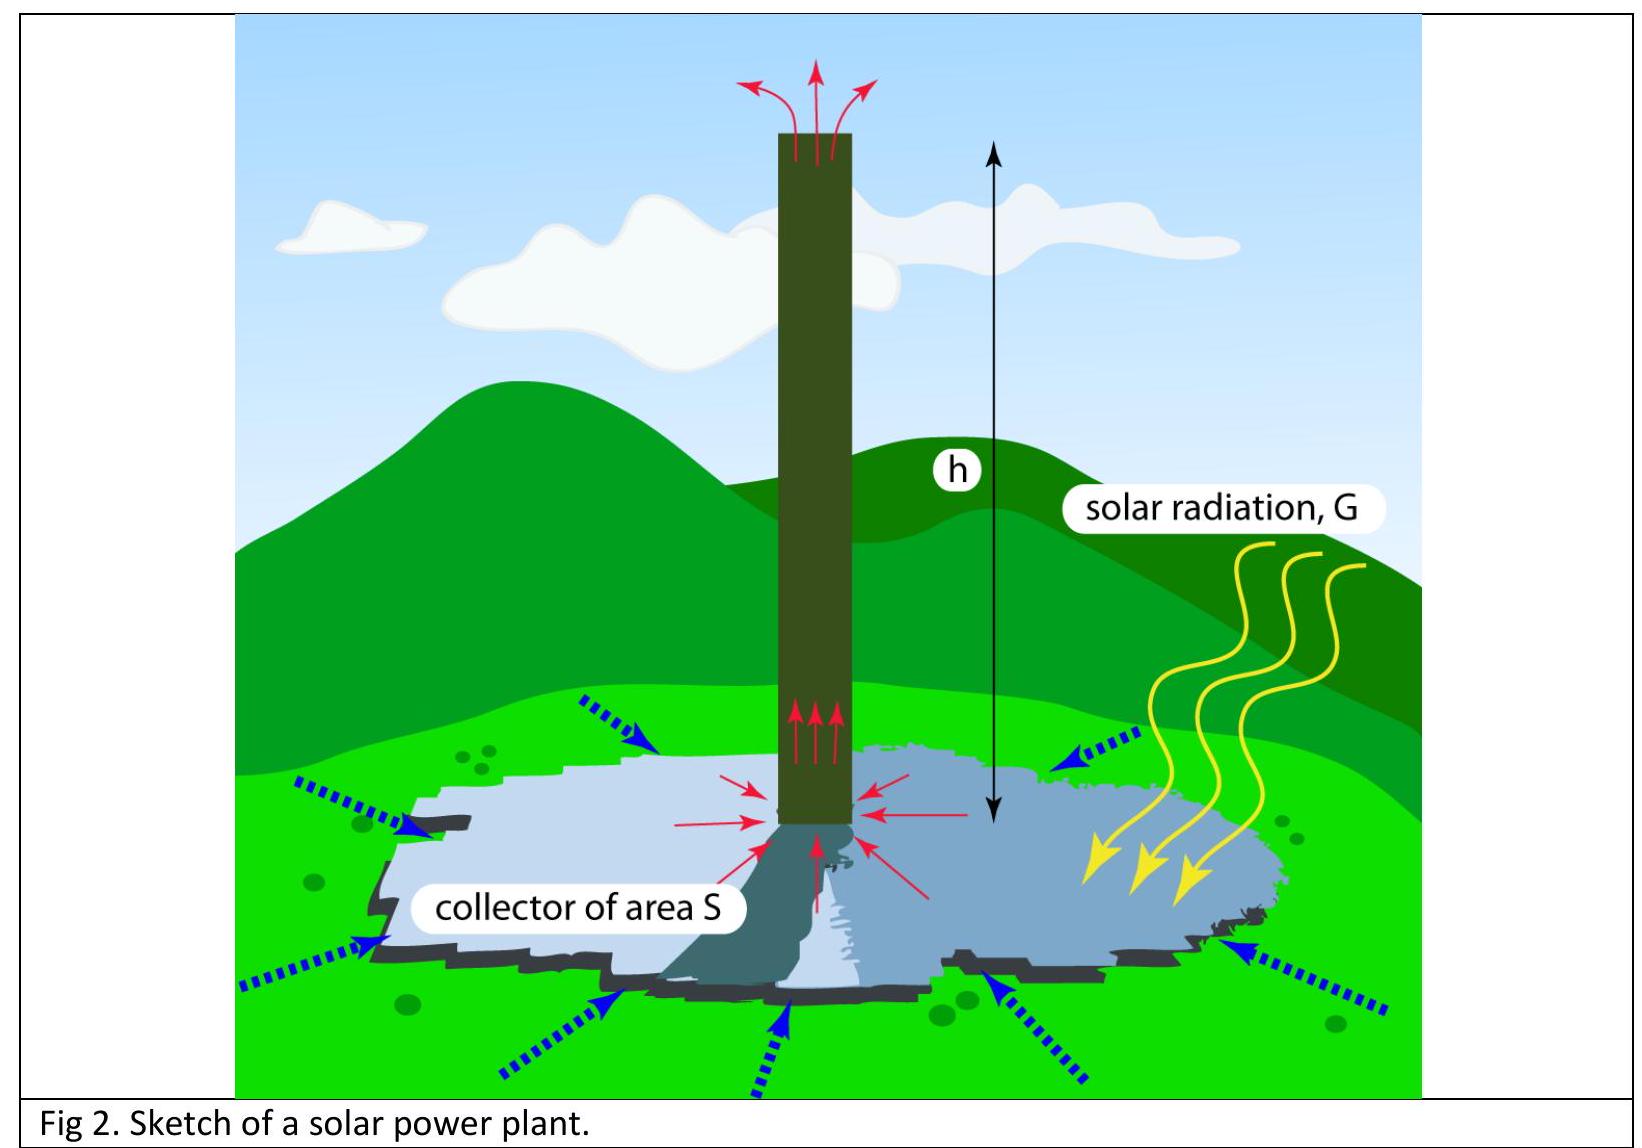 h
solar radiation, G
collector of area S
Fig 2. Sketch of a solar power plant.